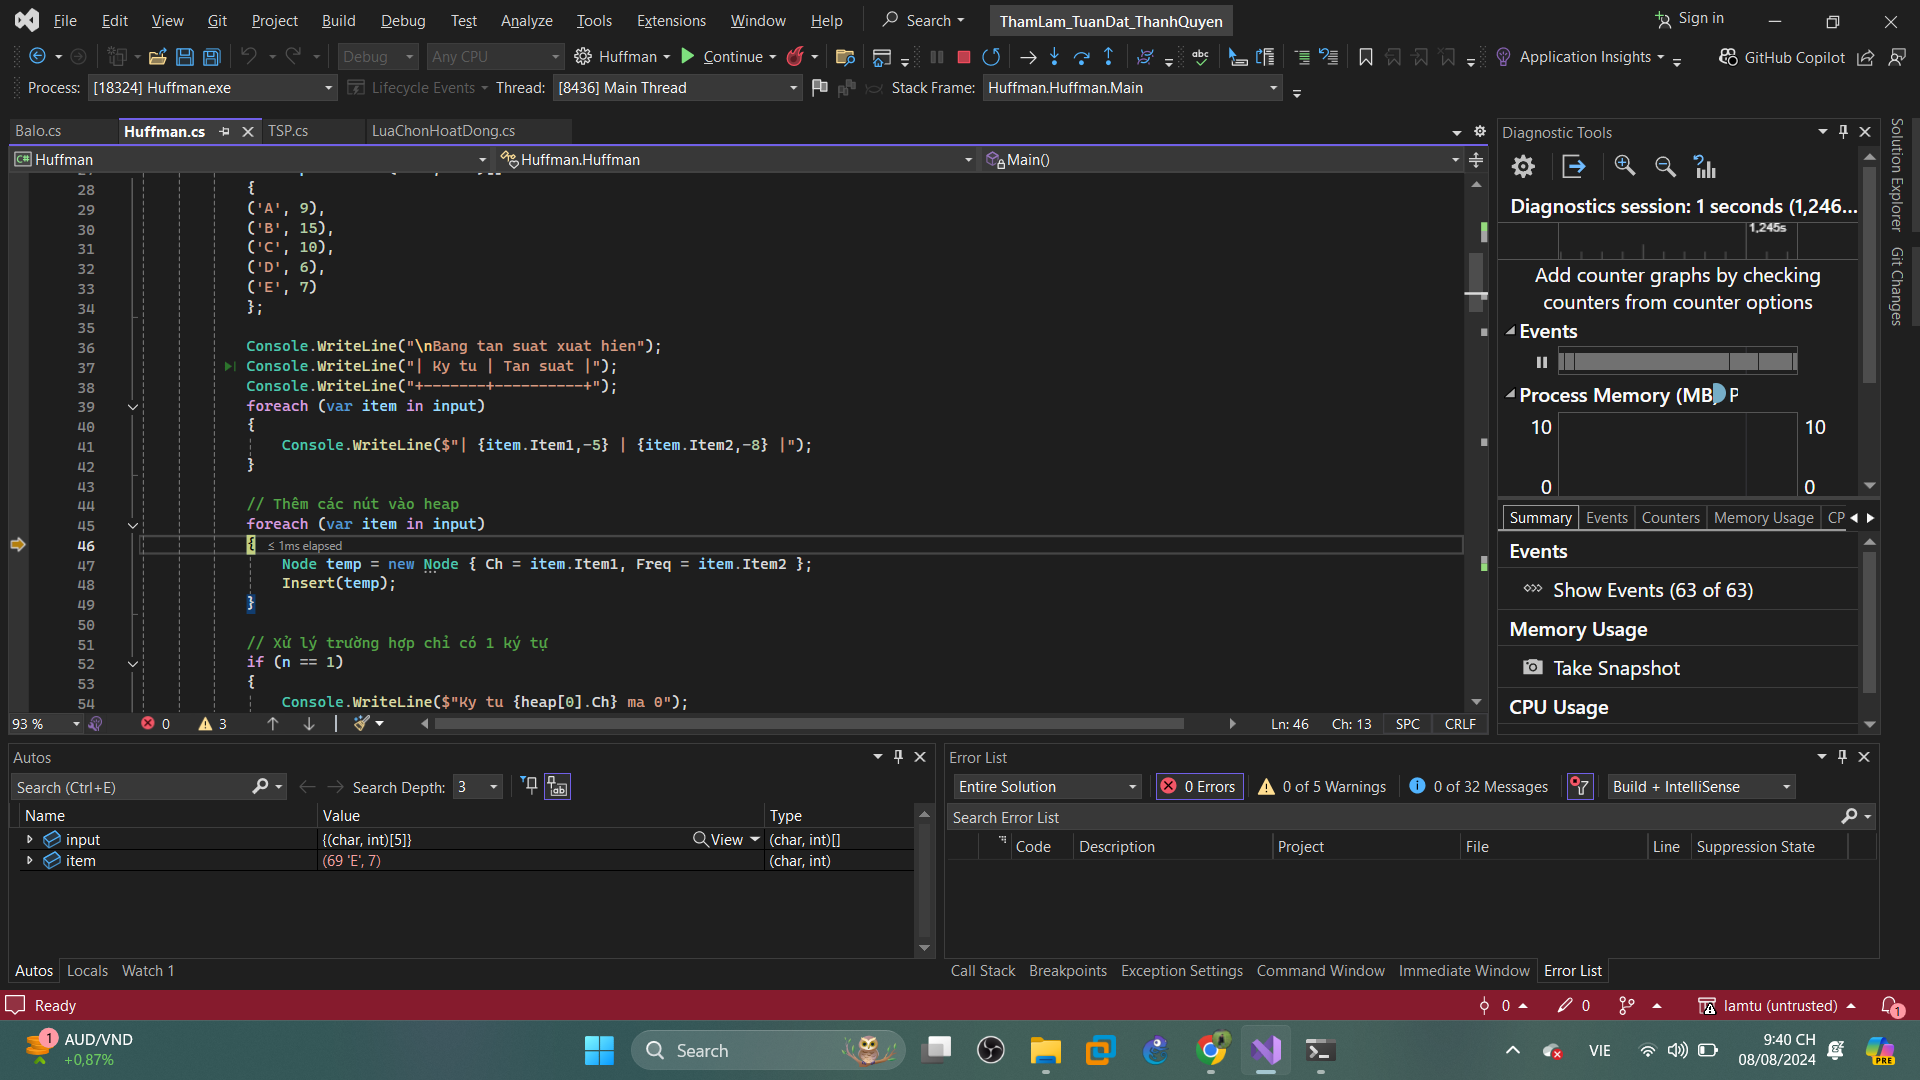 File Edit View Git Project Build Debug Test Analyze Tools Extensions Window Help Search ThamLam_TuanDat_ThanhQuyen Sign in
Debug Any CPU Huffman Continue Application Insights GitHub Copilot
Process: [18324] Huffman.exe Lifecycle Events Thread: [8436] Main Thread Stack Frame: Huffman.Huffman.Main
Balo.cs Huffman.cs TSP.cs LuaChonHoatDong.cs
Huffman Huffman.Huffman Main()
28 {
29 ('A', 9),
30 ('B', 15),
31 ('C', 10),
32 ('D', 6),
33 ('E', 7)
34 };
35
36 Console.WriteLine("\nBang tan suat xuat hien");
37 Console.WriteLine("| Ky tu | Tan suat |");
38 Console.WriteLine("+-------+----------+");
39 foreach (var item in input)
40 {
41 Console.WriteLine($"| {item.Item1,-5} | {item.Item2,-8} |");
42 }
43
44 // Thêm các nút vào heap
45 foreach (var item in input)
46 { ≤ 1ms elapsed
47 Node temp = new Node { Ch = item.Item1, Freq = item.Item2 };
48 Insert(temp);
49 }
50
51 // Xử lý trường hợp chỉ có 1 ký tự
52 if (n == 1)
53 {
54 Console.WriteLine($"Ky tu {heap[0].Ch} ma 0");
93 % 0 3 Ln: 46 Ch: 13 SPC CRLF
Diagnostic Tools
Diagnostics session: 1 seconds (1,246...
1,245s
Add counter graphs by checking
counters from counter options
Events
Process Memory (MB) P
10 10
0 0
Summary Events Counters Memory Usage CP
Events
Show Events (63 of 63)
Memory Usage
Take Snapshot
CPU Usage
Solution Explorer
Git Changes
Autos
Search (Ctrl+E) Search Depth: 3
Name Value Type
input {(char, int)[5]} View (char, int)[]
item (69 'E', 7) (char, int)
Autos Locals Watch 1
Error List
Entire Solution 0 Errors 0 of 5 Warnings 0 of 32 Messages Build + IntelliSense
Search Error List
Code Description Project File Line Suppression State
Call Stack Breakpoints Exception Settings Command Window Immediate Window Error List
Ready 0 0 lamtu (untrusted) 1
1 AUD/VND
+0,87%
Search
VIE
9:40 CH
08/08/2024
PRE